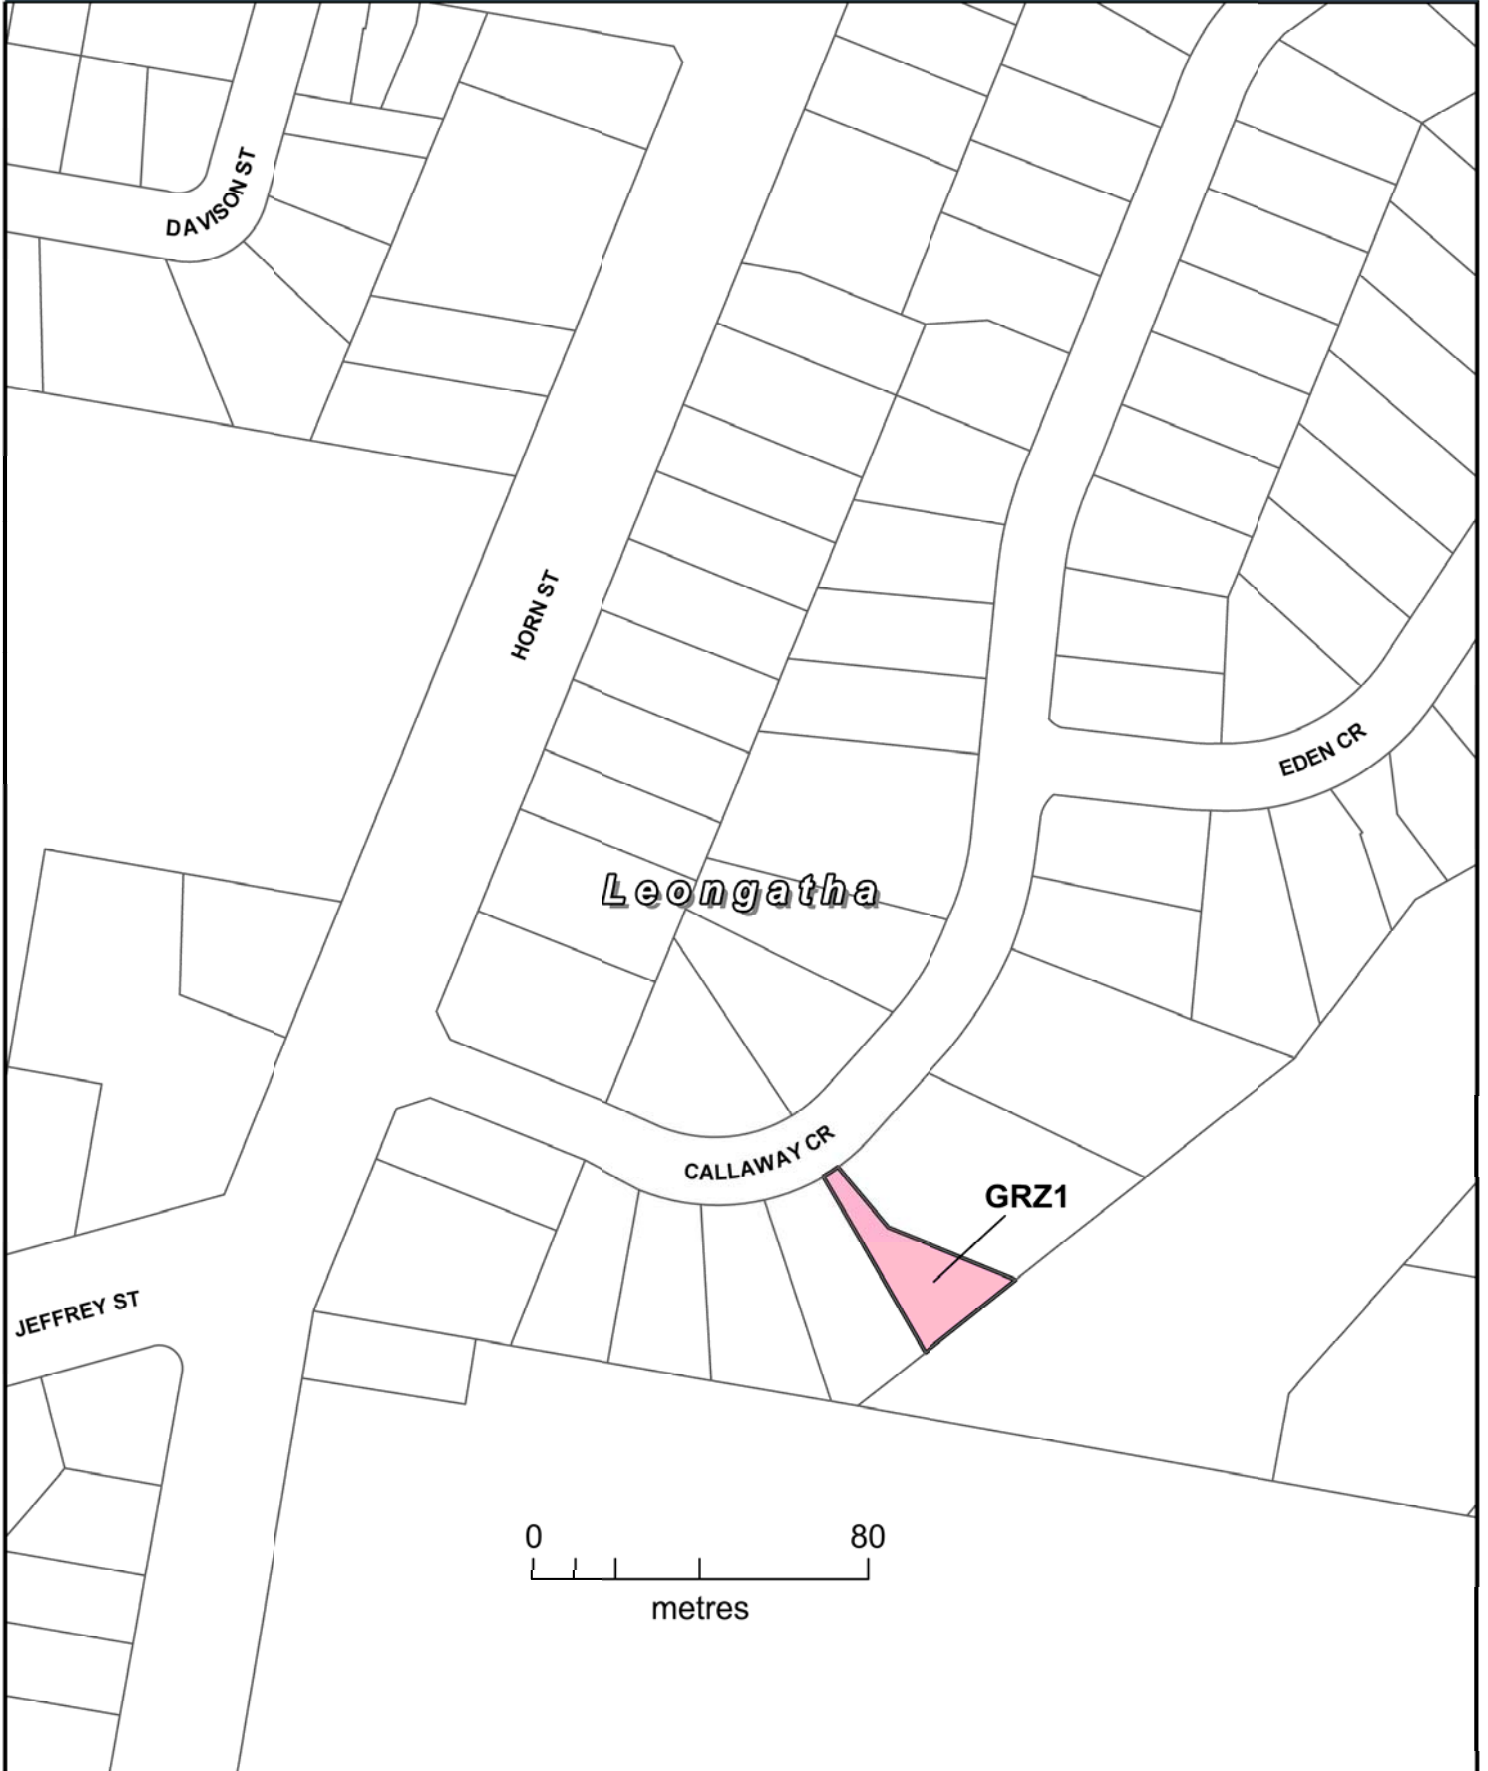 DAVISON ST
HORN ST
EDEN CR
Leongatha
CALLAWAY CR
GRZ1
JEFFREY ST
0 80
metres